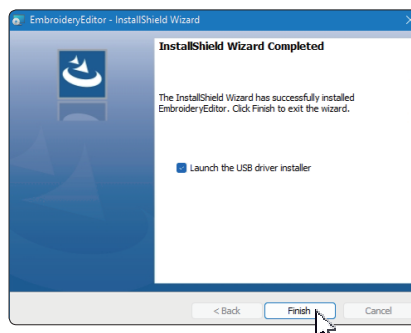 EmbroideryEditor - InstallShield Wizard
InstallShield Wizard Completed
The InstallShield Wizard has successfully installed
EmbroideryEditor. Click Finish to exit the wizard.
Launch the USB driver installer
< Back
Finish
Cancel